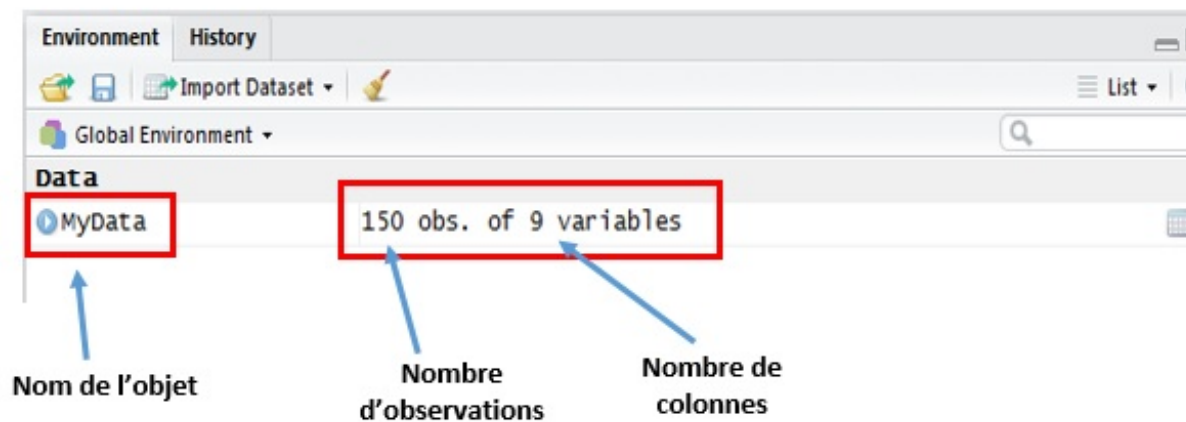 Environment History
Import Dataset List
Global Environment
Data
MyData 150 obs. of 9 variables
Nom de l'objet
Nombre
d'observations
Nombre de
colonnes